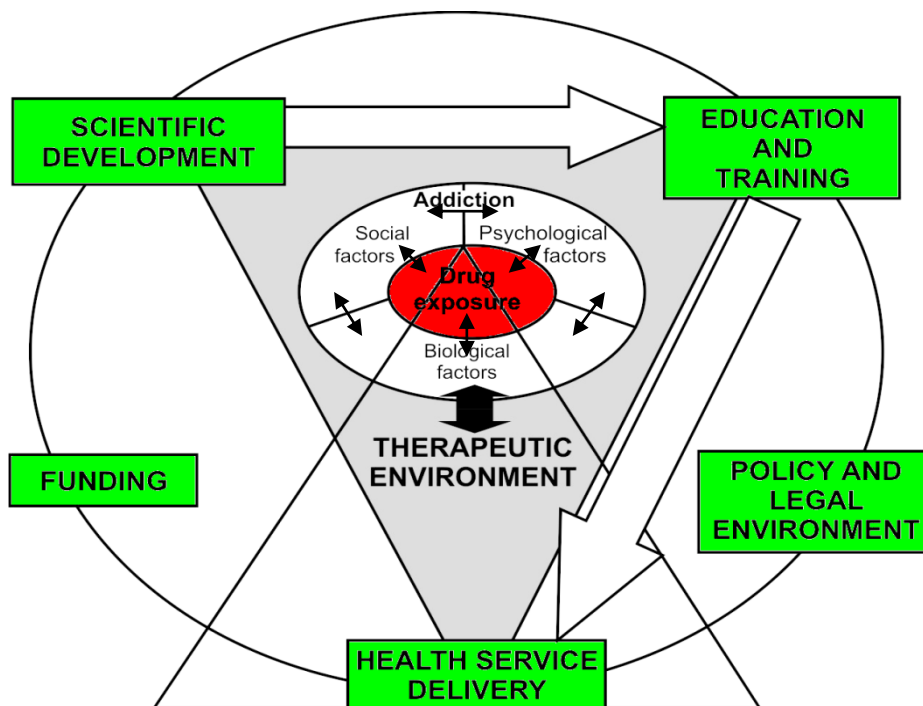 SCIENTIFIC
DEVELOPMENT
EDUCATION
AND
TRAINING
Addiction
Social
factors
Psychological
factors
Drug
exposure
Biological
factors
THERAPEUTIC
ENVIRONMENT
FUNDING
POLICY AND
LEGAL
ENVIRONMENT
HEALTH SERVICE
DELIVERY